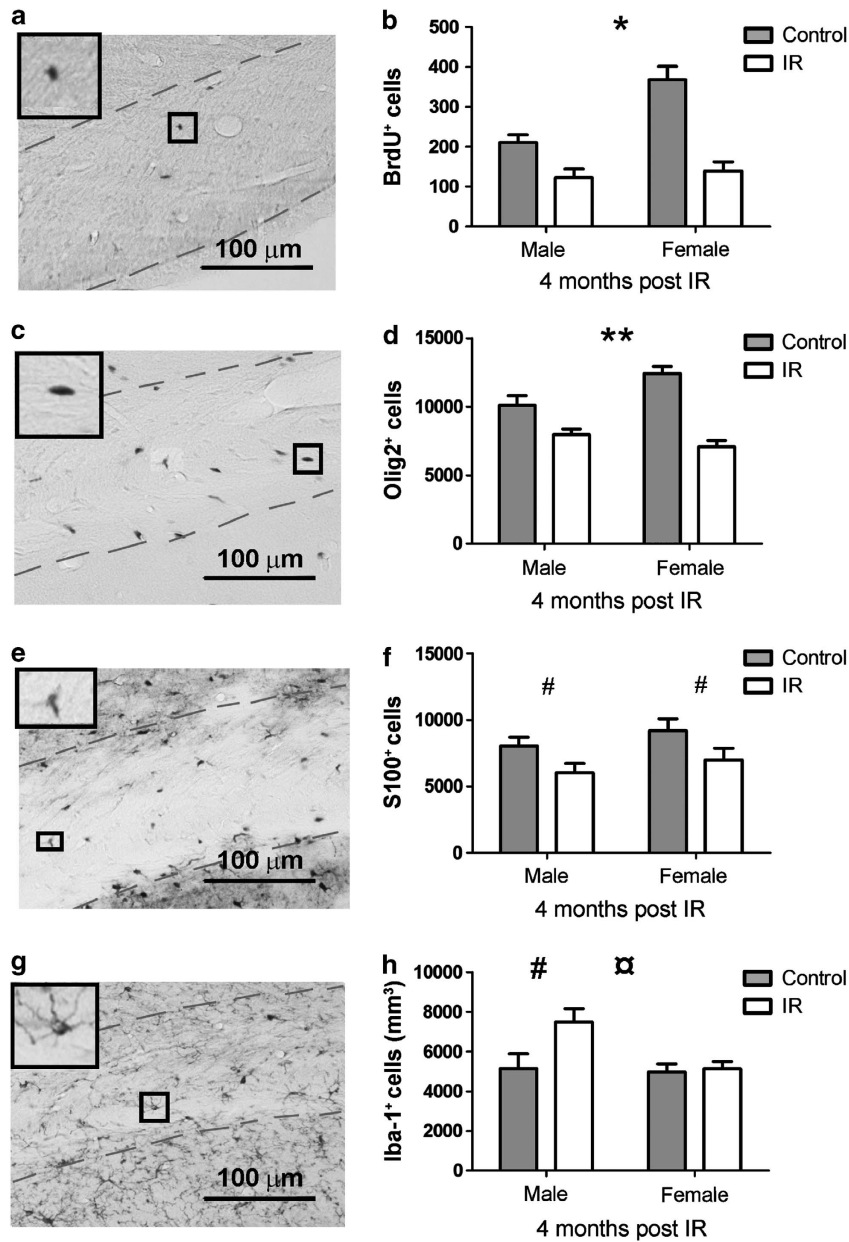 a
100 μm
b
*
Control
IR
BrdU⁺ cells
500
400
300
200
100
0
Male Female
4 months post IR
c
100 μm
d
**
Control
IR
Olig2⁺ cells
15000
10000
5000
0
Male Female
4 months post IR
e
100 μm
f
# #
Control
IR
S100⁺ cells
15000
10000
5000
0
Male Female
4 months post IR
g
100 μm
h
# ¤
Control
IR
Iba-1⁺ cells (mm³)
10000
8000
6000
4000
2000
0
Male Female
4 months post IR